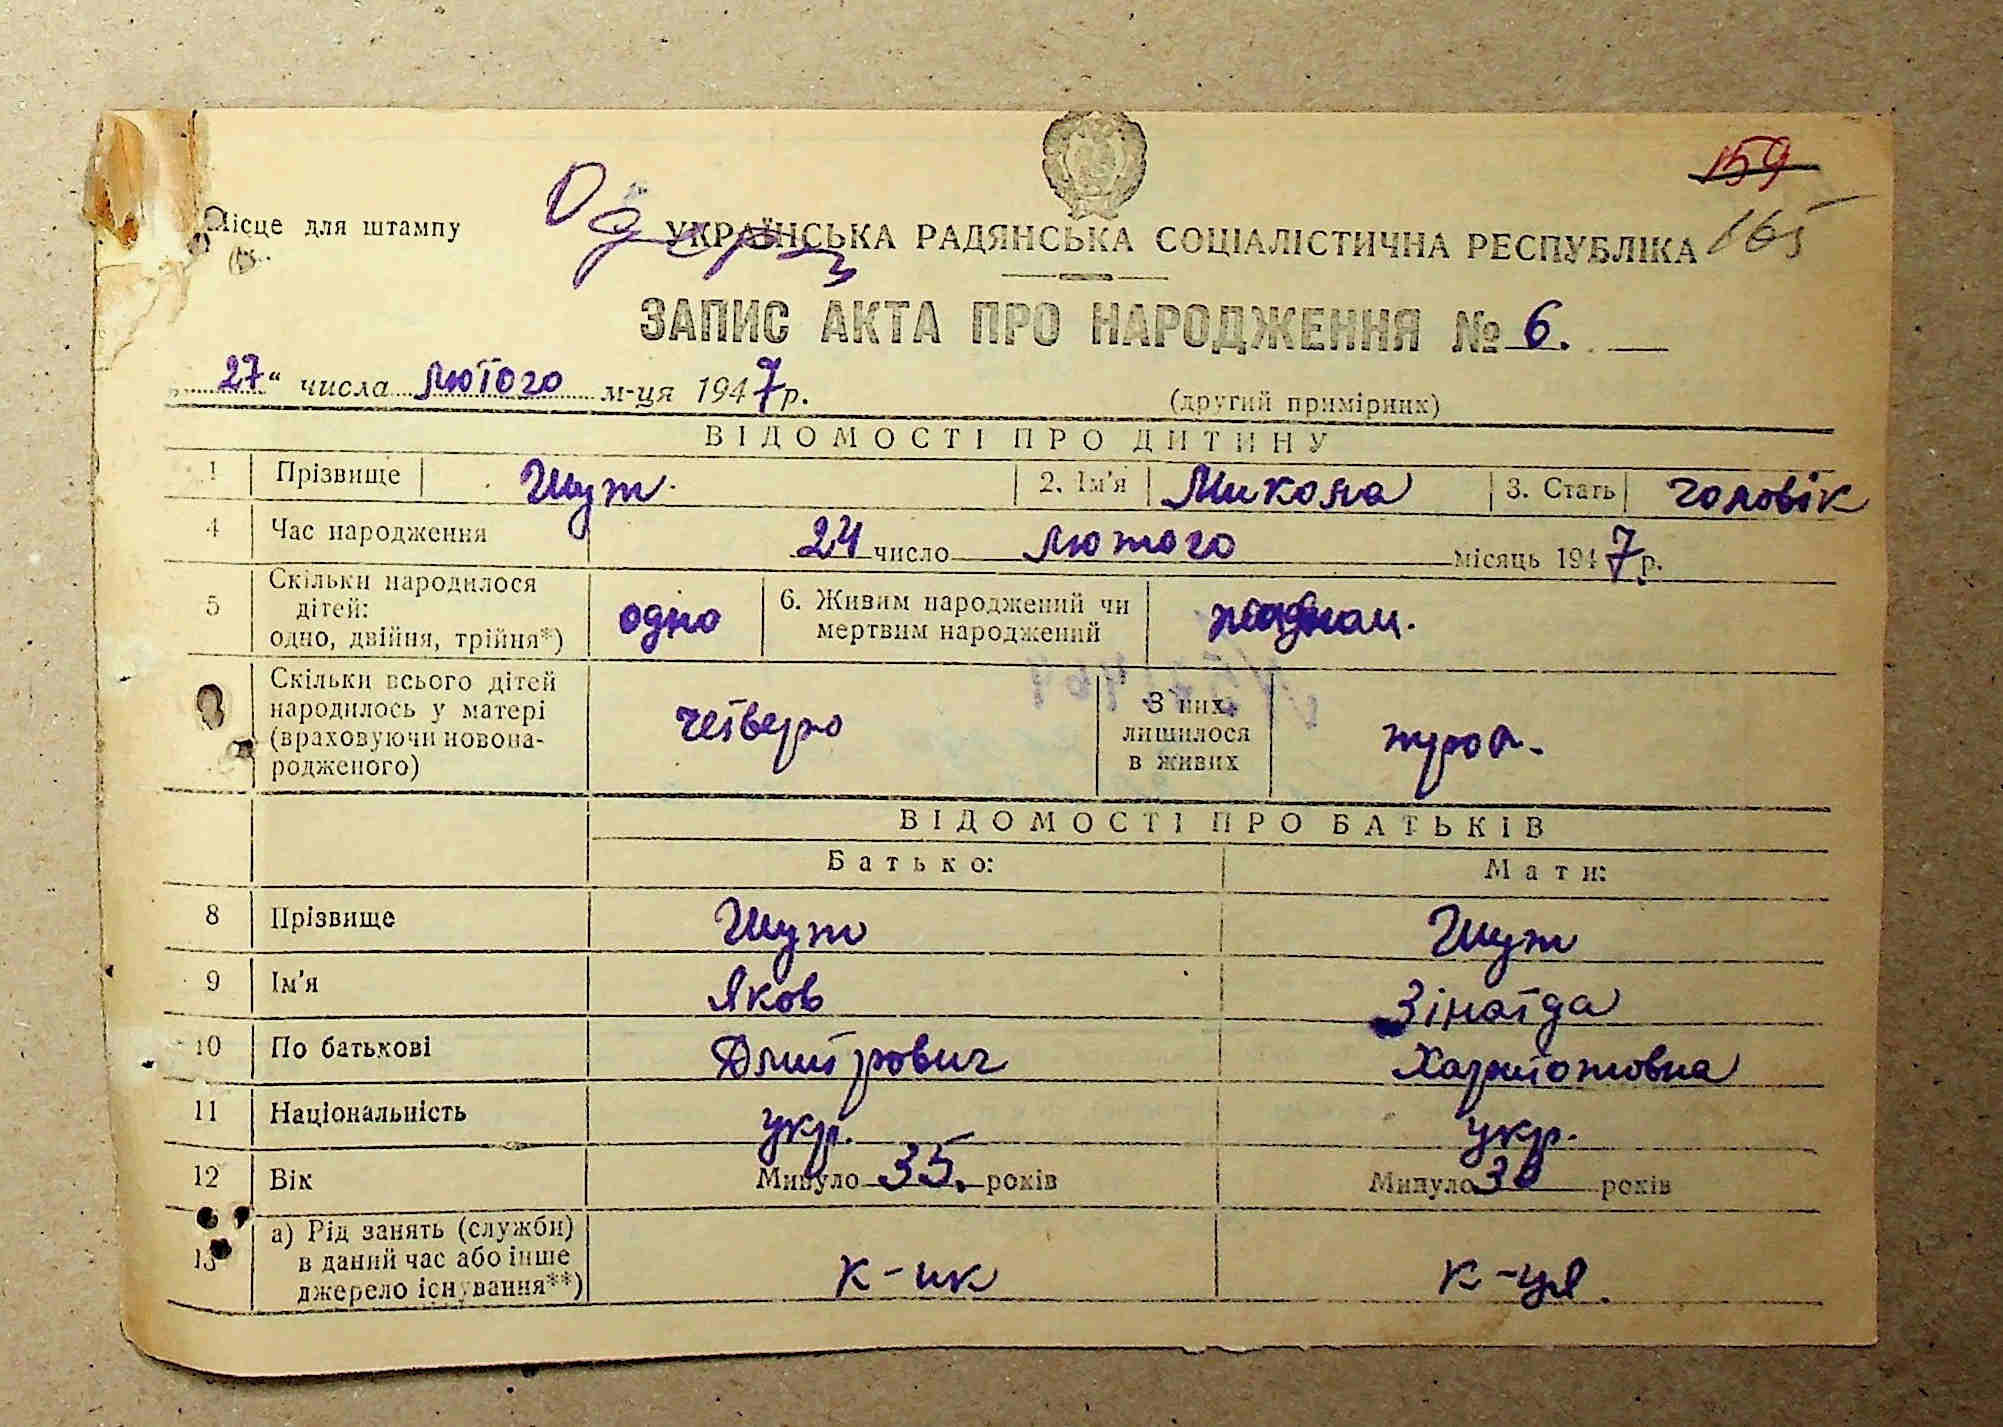 159
Місце для штампу
УКРАЇНСЬКА РАДЯНСЬКА СОЦІАЛІСТИЧНА РЕСПУБЛІКА 165
ЗАПИС АКТА ПРО НАРОДЖЕННЯ № 6.
„27“ числа лютого м-ця 1947р.
(другий примірник)
ВІДОМОСТІ ПРО ДИТИНУ
1 Прізвище Шут. 2. Ім'я Микола 3. Стать чоловік
4 Час народження 24 число лютого місяць 1947р.
5 Скільки народилося дітей: одно, двійня, трійня*) одно 6. Живим народжений чи мертвим народжений
Скільки всього дітей народилось у матері (враховуючи новонародженого) четверо З них лишилося в живих
ВІДОМОСТІ ПРО БАТЬКІВ
Батько: Мати:
8 Прізвище Шут Шут
9 Ім'я Яков Зінаїда
10 По батькові Дмитрович Харитоновна
11 Національність укр. укр.
12 Вік Минуло 35. років Минуло 30 років
13 а) Рід занять (служби) в даний час або інше джерело існування**) к-ик к-ця.